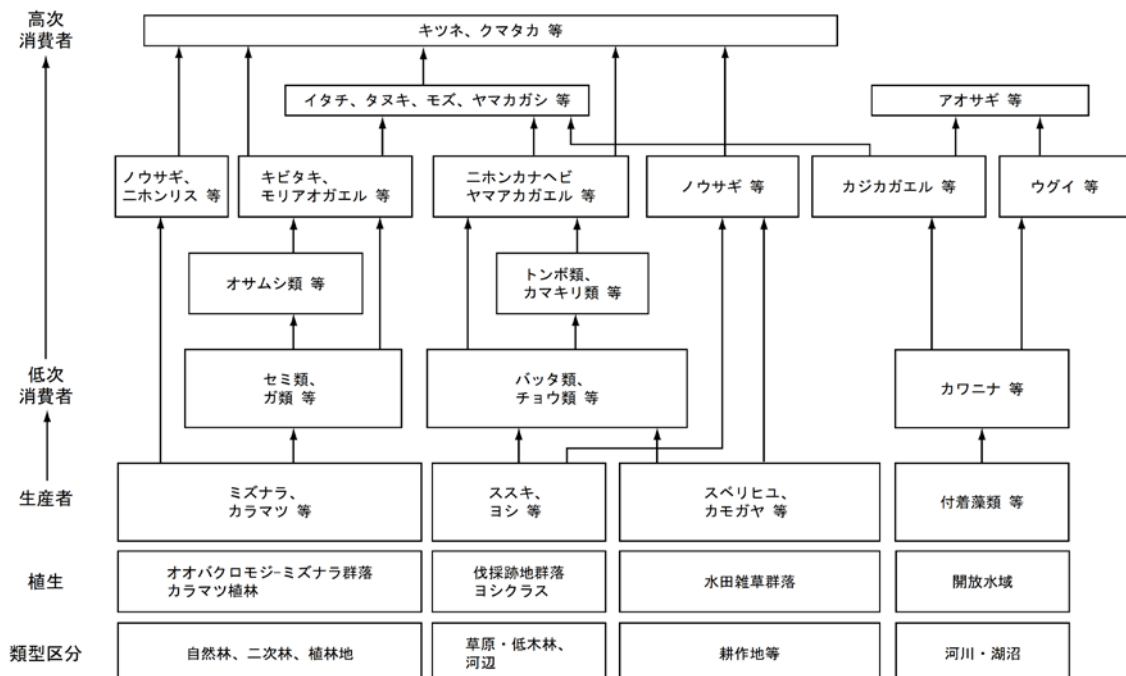 高次
消費者
キツネ、クマタカ 等
イタチ、タヌキ、モズ、ヤマカガシ 等
アオサギ 等
ノウサギ、
ニホンリス 等
キビタキ、
モリアオガエル 等
ニホンカナヘビ
ヤマアカガエル 等
ノウサギ 等
カジカガエル 等
ウグイ 等
オサムシ類 等
トンボ類、
カマキリ類 等
低次
消費者
セミ類、
ガ類 等
バッタ類、
チョウ類 等
カワニナ 等
生産者
ミズナラ、
カラマツ 等
ススキ、
ヨシ 等
スベリヒユ、
カモガヤ 等
付着藻類 等
植生
オオバクロモジ-ミズナラ群落
カラマツ植林
伐採跡地群落
ヨシクラス
水田雑草群落
開放水域
類型区分
自然林、二次林、植林地
草原・低木林、
河辺
耕作地等
河川・湖沼